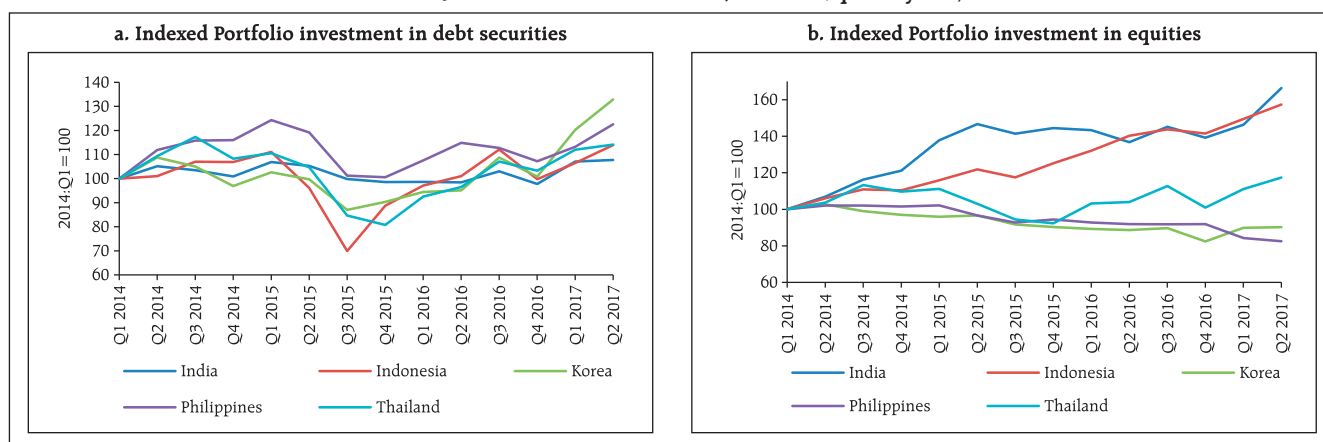 a. Indexed Portfolio investment in debt securities
2014:Q1=100
140
130
120
110
100
90
80
70
60
Q1 2014
Q2 2014
Q3 2014
Q4 2014
Q1 2015
Q2 2015
Q3 2015
Q4 2015
Q1 2016
Q2 2016
Q3 2016
Q4 2016
Q1 2017
Q2 2017
India
Indonesia
Korea
Philippines
Thailand
b. Indexed Portfolio investment in equities
2014:Q1=100
160
140
120
100
80
60
Q1 2014
Q2 2014
Q3 2014
Q4 2014
Q1 2015
Q2 2015
Q3 2015
Q4 2015
Q1 2016
Q2 2016
Q3 2016
Q4 2016
Q1 2017
Q2 2017
India
Indonesia
Korea
Philippines
Thailand